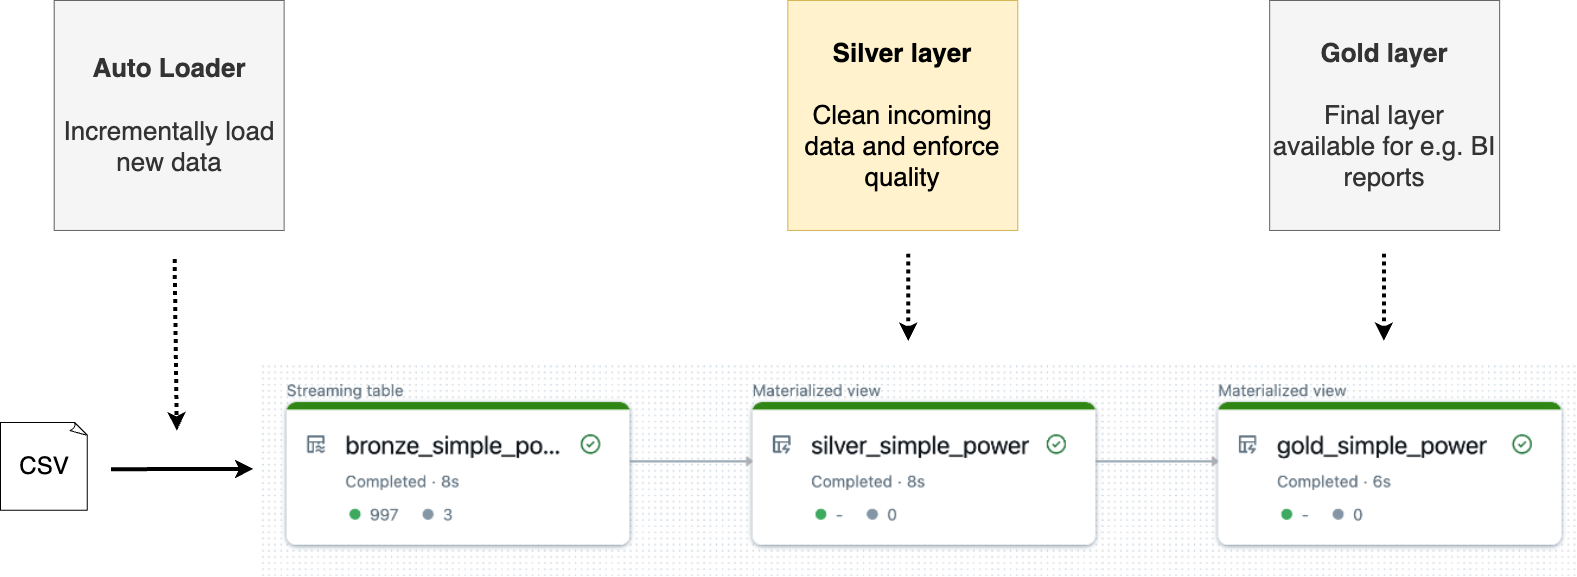 Auto Loader
Incrementally load
new data
Silver layer
Clean incoming
data and enforce
quality
Gold layer
Final layer
available for e.g. BI
reports
CSV
Streaming table
bronze_simple_po...
Completed · 8s
997 3
Materialized view
silver_simple_power
Completed · 8s
- 0
Materialized view
gold_simple_power
Completed · 6s
- 0